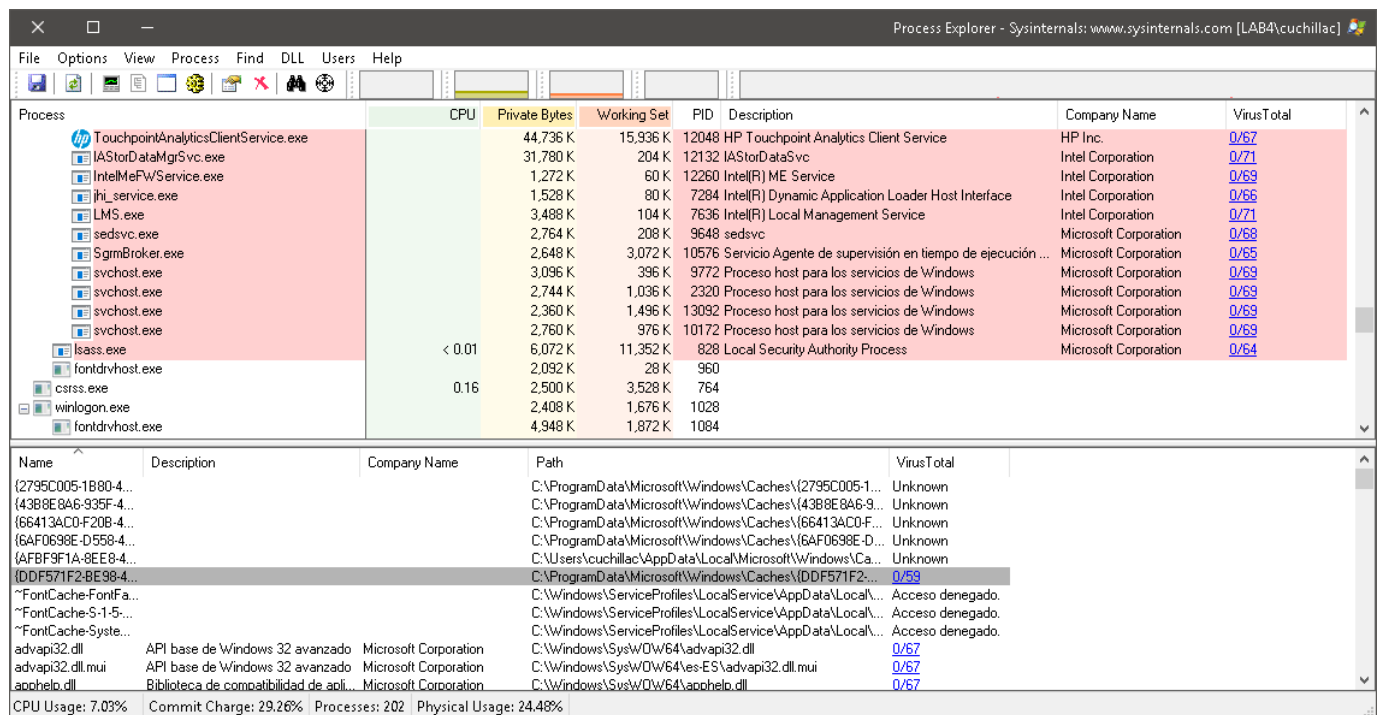 Process Explorer - Sysinternals: www.sysinternals.com [LAB4\cuchillac]
File Options View Process Find DLL Users Help
Process CPU Private Bytes Working Set PID Description Company Name VirusTotal
TouchpointAnalyticsClientService.exe 44,736 K 15,936 K 12048 HP Touchpoint Analytics Client Service HP Inc. 0/67
IAStorDataMgrSvc.exe 31,780 K 204 K 12132 IAStorDataSvc Intel Corporation 0/71
IntelMeFWService.exe 1,272 K 60 K 12260 Intel(R) ME Service Intel Corporation 0/69
jhi_service.exe 1,528 K 80 K 7284 Intel(R) Dynamic Application Loader Host Interface Intel Corporation 0/66
LMS.exe 3,488 K 104 K 7636 Intel(R) Local Management Service Intel Corporation 0/71
sedsvc.exe 2,764 K 208 K 9648 sedsvc Microsoft Corporation 0/68
SgrmBroker.exe 2,648 K 3,072 K 10576 Servicio Agente de supervisión en tiempo de ejecución ... Microsoft Corporation 0/65
svchost.exe 3,096 K 396 K 9772 Proceso host para los servicios de Windows Microsoft Corporation 0/69
svchost.exe 2,744 K 1,036 K 2320 Proceso host para los servicios de Windows Microsoft Corporation 0/69
svchost.exe 2,360 K 1,496 K 13092 Proceso host para los servicios de Windows Microsoft Corporation 0/69
svchost.exe 2,760 K 976 K 10172 Proceso host para los servicios de Windows Microsoft Corporation 0/69
lsass.exe < 0.01 6,072 K 11,352 K 828 Local Security Authority Process Microsoft Corporation 0/64
fontdrvhost.exe 2,092 K 28 K 960
csrss.exe 0.16 2,500 K 3,528 K 764
winlogon.exe 2,408 K 1,676 K 1028
fontdrvhost.exe 4,948 K 1,872 K 1084
Name Description Company Name Path VirusTotal
{2795C005-1B80-4... C:\ProgramData\Microsoft\Windows\Caches\{2795C005-1... Unknown
{43B8E8A6-935F-4... C:\ProgramData\Microsoft\Windows\Caches\{43B8E8A6-9... Unknown
{66413AC0-F20B-4... C:\ProgramData\Microsoft\Windows\Caches\{66413AC0-F... Unknown
{6AF0698E-D558-4... C:\ProgramData\Microsoft\Windows\Caches\{6AF0698E-D... Unknown
{AFBF9F1A-8EE8-4... C:\Users\cuchillac\AppData\Local\Microsoft\Windows\Ca... Unknown
{DDF571F2-BE98-4... C:\ProgramData\Microsoft\Windows\Caches\{DDF571F2-... 0/59
~FontCache-FontFa... C:\Windows\ServiceProfiles\LocalService\AppData\Local\... Acceso denegado.
~FontCache-S-1-5-... C:\Windows\ServiceProfiles\LocalService\AppData\Local\... Acceso denegado.
~FontCache-Syste... C:\Windows\ServiceProfiles\LocalService\AppData\Local\... Acceso denegado.
advapi32.dll API base de Windows 32 avanzado Microsoft Corporation C:\Windows\SysWOW64\advapi32.dll 0/67
advapi32.dll.mui API base de Windows 32 avanzado Microsoft Corporation C:\Windows\SysWOW64\es-ES\advapi32.dll.mui 0/67
apphelp.dll Biblioteca de compatibilidad de apli... Microsoft Corporation C:\Windows\SysWOW64\apphelp.dll 0/67
CPU Usage: 7.03% Commit Charge: 29.26% Processes: 202 Physical Usage: 24.48%